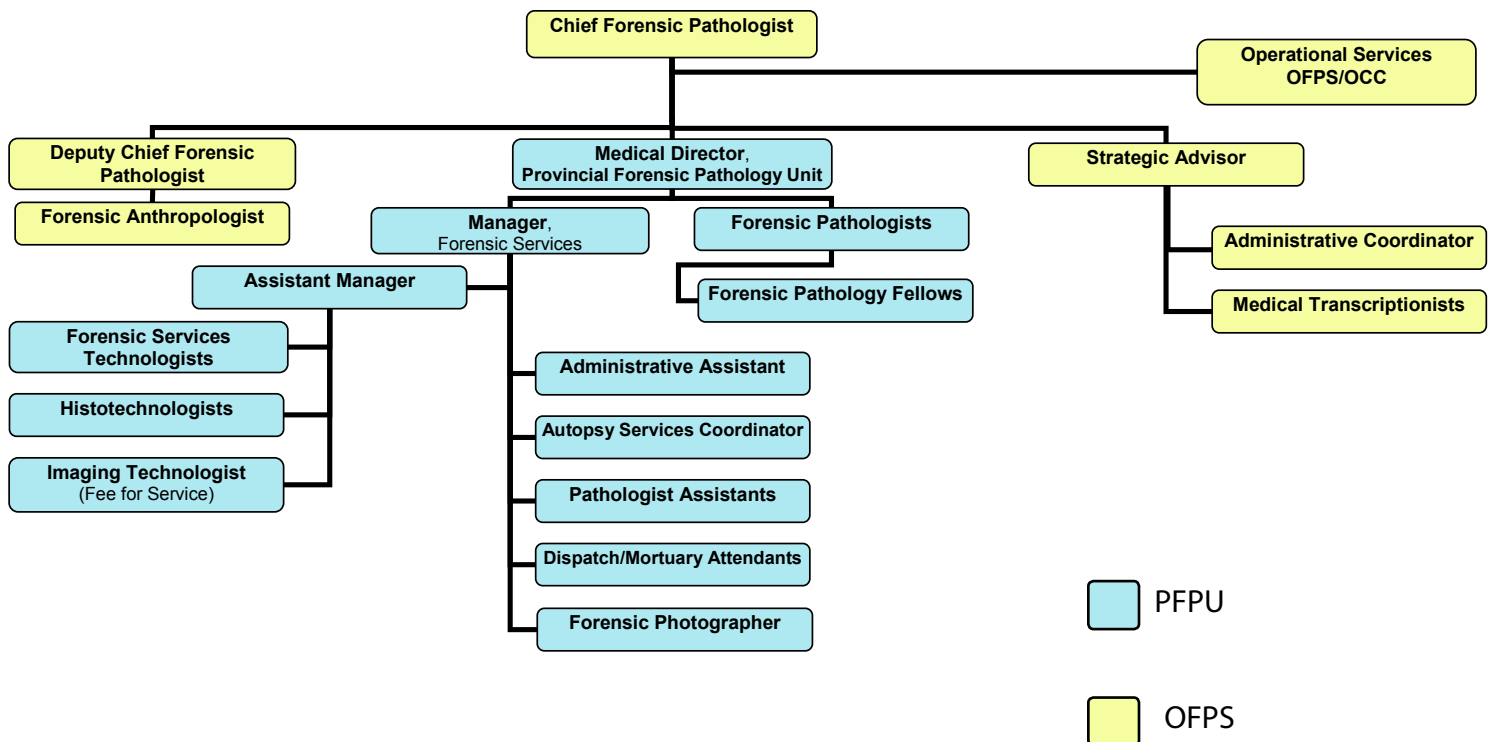 Chief Forensic Pathologist
Operational Services
OFPS/OCC
Deputy Chief Forensic
Pathologist
Medical Director,
Provincial Forensic Pathology Unit
Strategic Advisor
Forensic Anthropologist
Manager,
Forensic Services
Forensic Pathologists
Administrative Coordinator
Assistant Manager
Forensic Pathology Fellows
Medical Transcriptionists
Forensic Services
Technologists
Administrative Assistant
Histotechnologists
Autopsy Services Coordinator
Imaging Technologist
(Fee for Service)
Pathologist Assistants
Dispatch/Mortuary Attendants
Forensic Photographer
PFPU
OFPS